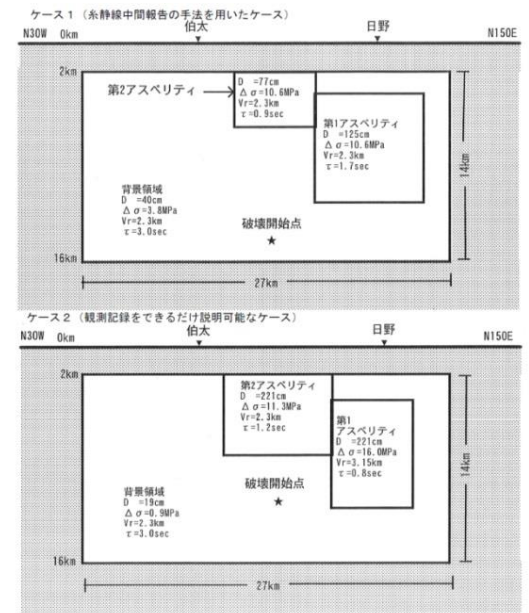 ケース１（糸静線中間報告の手法を用いたケース）
伯太 日野
N30W 0km N150E
2km
第2アスペリティ
D =77cm
Δσ=10.6MPa
Vr=2.3km
τ=0.9sec
第1アスペリティ
D =125cm
Δσ=10.6MPa
Vr=2.3km
τ=1.7sec
14km
背景領域
D =40cm
Δσ=3.8MPa
Vr=2.3km
τ=3.0sec
破壊開始点
★
16km
27km
ケース２（観測記録をできるだけ説明可能なケース）
伯太 日野
N30W 0km N150E
2km
第2アスペリティ
D =221cm
Δσ=11.3MPa
Vr=2.3km
τ=1.2sec
第1
アスペリティ
D =221cm
Δσ=16.0MPa
Vr=3.15km
τ=0.8sec
14km
破壊開始点
★
背景領域
D =19cm
Δσ=0.9MPa
Vr=2.3km
τ=3.0sec
16km
27km